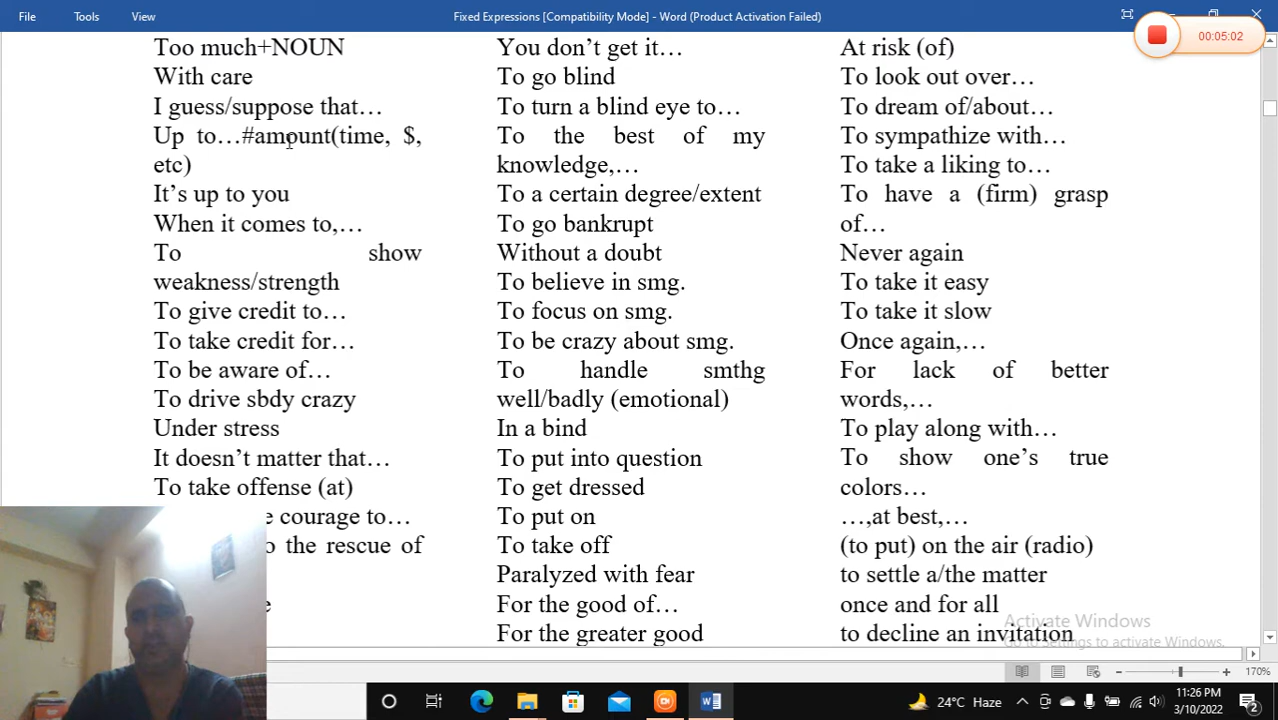 File Tools View Fixed Expressions [Compatibility Mode] - Word (Product Activation Failed)
00:05:02
Too much+NOUN
With care
I guess/suppose that…
Up to…#amount(time, $,
etc)
It’s up to you
When it comes to,…
To show
weakness/strength
To give credit to…
To take credit for…
To be aware of…
To drive sbdy crazy
Under stress
It doesn’t matter that…
To take offense (at)
courage to…
the rescue of
You don’t get it…
To go blind
To turn a blind eye to…
To the best of my
knowledge,…
To a certain degree/extent
To go bankrupt
Without a doubt
To believe in smg.
To focus on smg.
To be crazy about smg.
To handle smthg
well/badly (emotional)
In a bind
To put into question
To get dressed
To put on
To take off
Paralyzed with fear
For the good of…
For the greater good
At risk (of)
To look out over…
To dream of/about…
To sympathize with…
To take a liking to…
To have a (firm) grasp
of…
Never again
To take it easy
To take it slow
Once again,…
For lack of better
words,…
To play along with…
To show one’s true
colors…
…,at best,…
(to put) on the air (radio)
to settle a/the matter
once and for all
to decline an invitation
Activate Windows
Go to Settings to activate Windows.
170%
24°C Haze
11:26 PM
3/10/2022
2